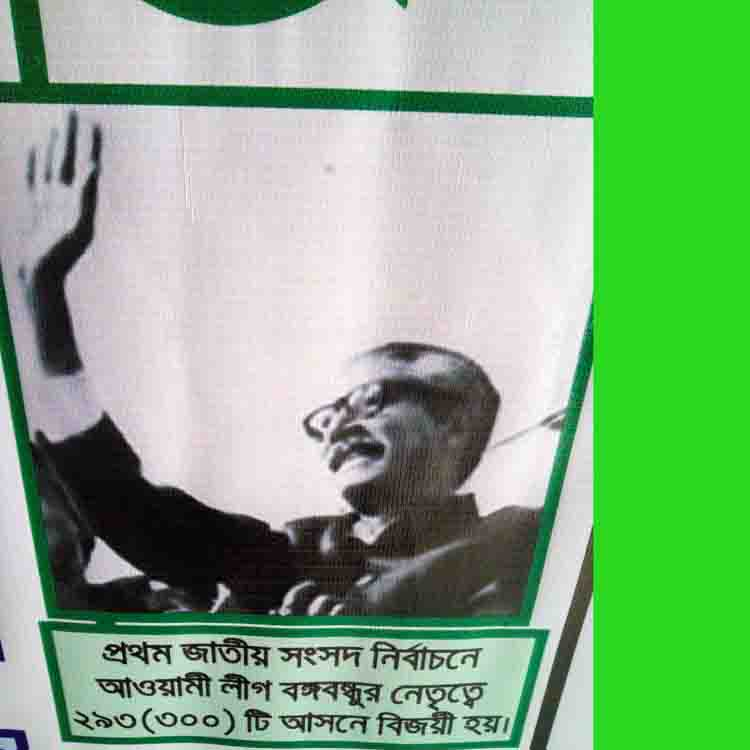 প্রথম জাতীয় সংসদ নির্বাচনে
আওয়ামী লীগ বঙ্গবন্ধুর নেতৃত্বে
২৯৩(৩০০) টি আসনে বিজয়ী হয়।